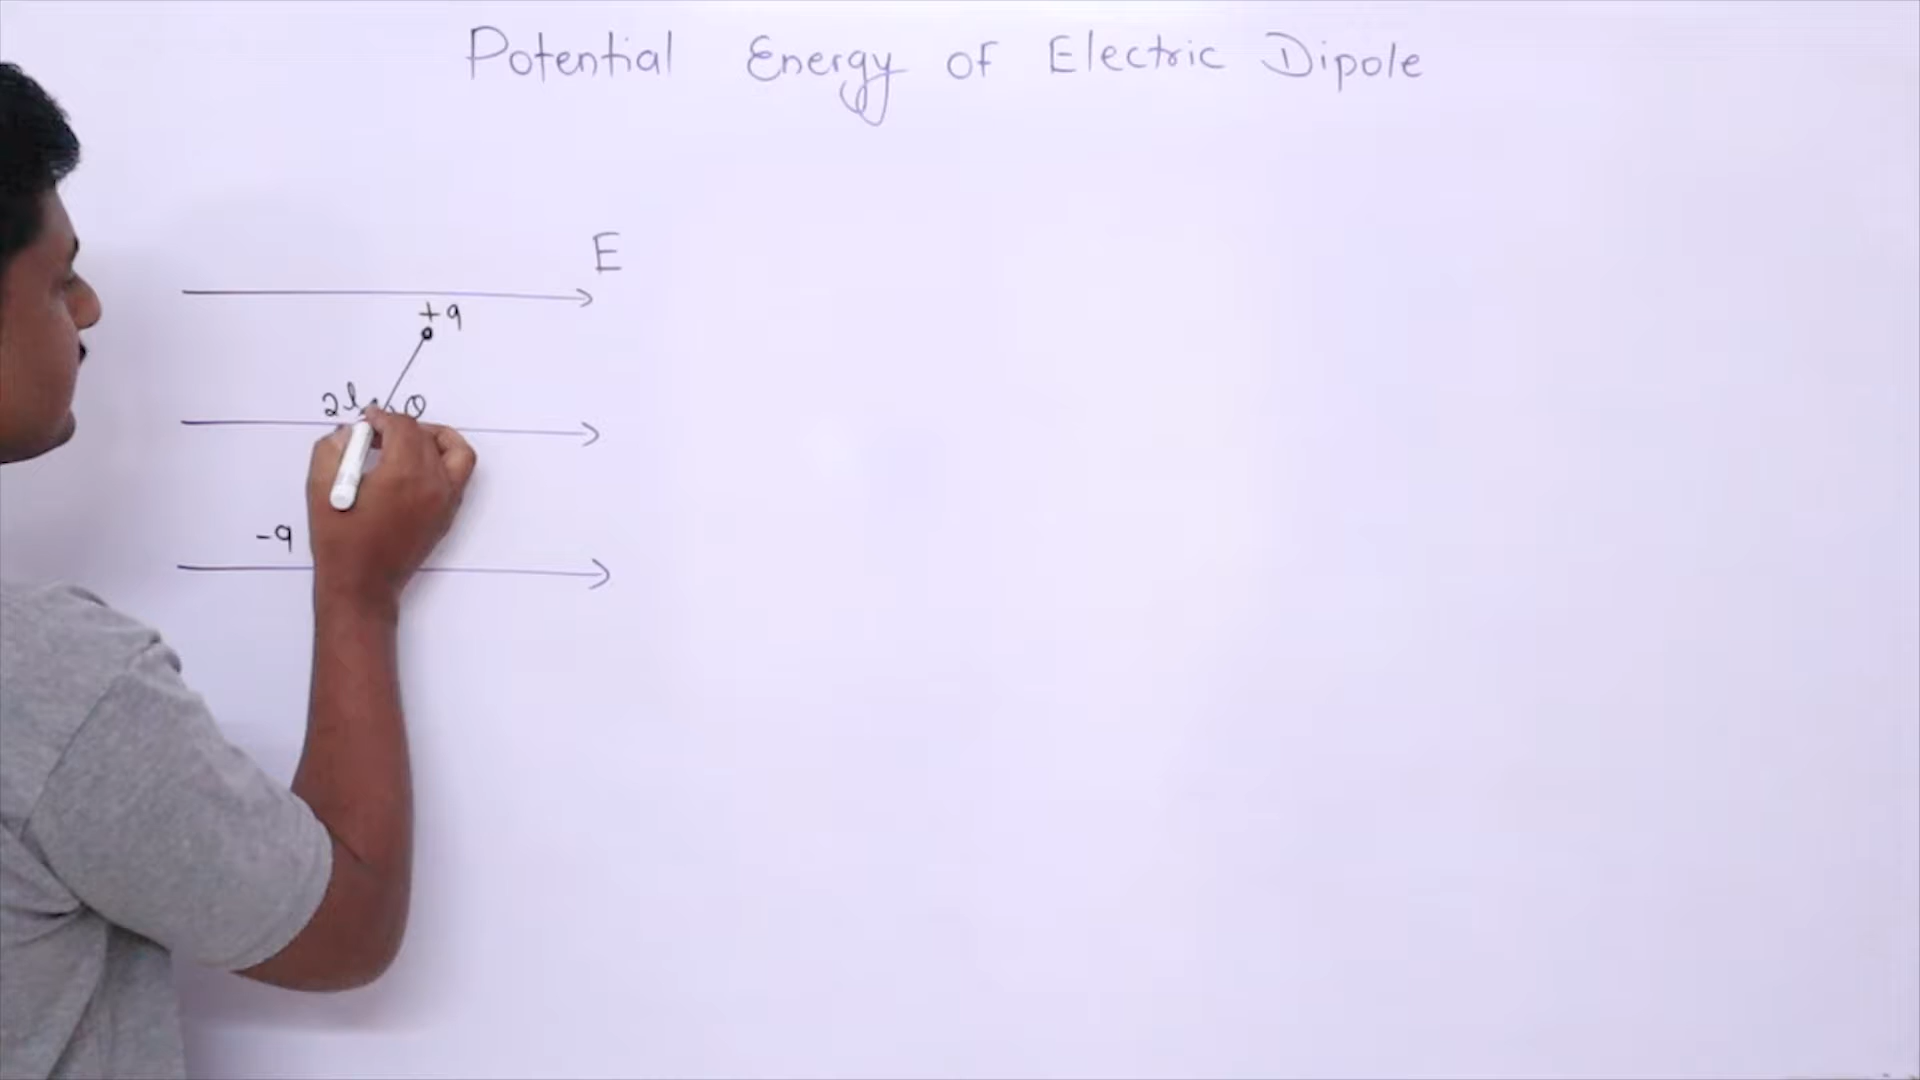 Potential Energy of Electric Dipole
E
+q
2l θ
-q